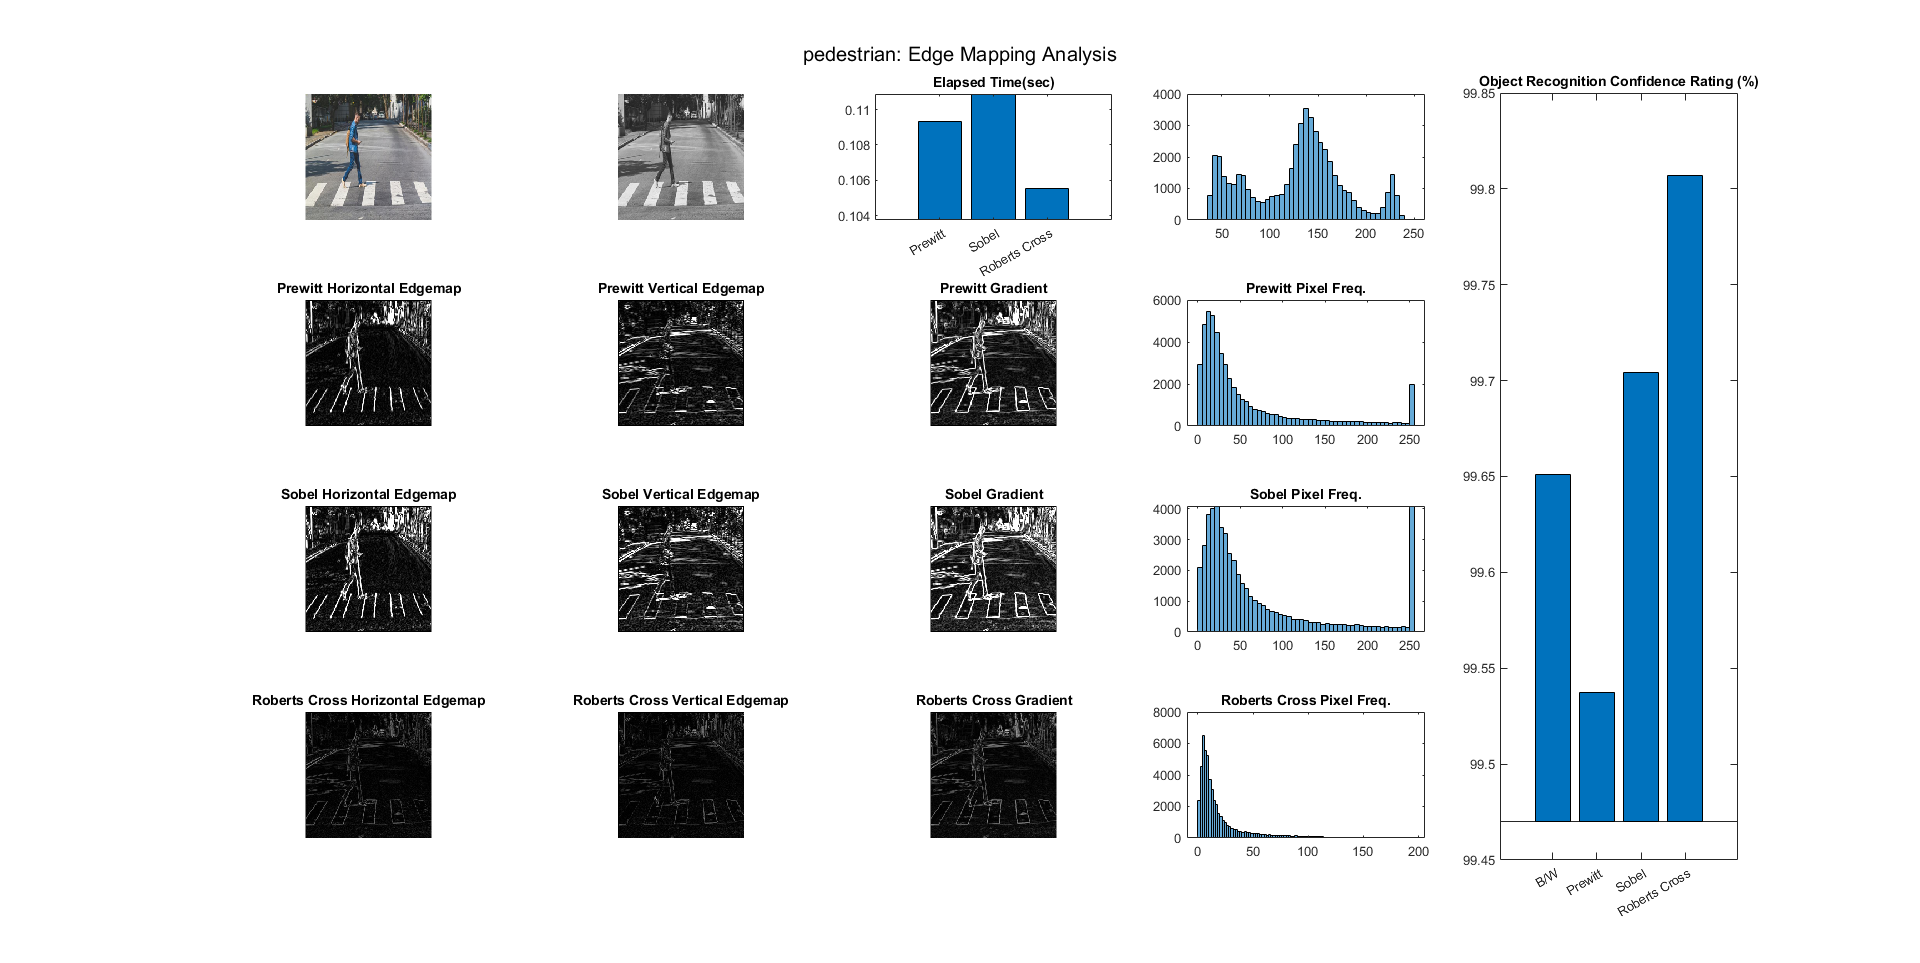 pedestrian: Edge Mapping Analysis
Elapsed Time(sec)
0.11
0.108
0.106
0.104
Prewitt
Sobel
Roberts Cross
4000
3000
2000
1000
0
50 100 150 200 250
Object Recognition Confidence Rating (%)
99.85
99.8
99.75
99.7
99.65
99.6
99.55
99.5
99.45
B/W
Prewitt
Sobel
Roberts Cross
Prewitt Horizontal Edgemap
Prewitt Vertical Edgemap
Prewitt Gradient
Prewitt Pixel Freq.
6000
4000
2000
0
0 50 100 150 200 250
Sobel Horizontal Edgemap
Sobel Vertical Edgemap
Sobel Gradient
Sobel Pixel Freq.
4000
3000
2000
1000
0
0 50 100 150 200 250
Roberts Cross Horizontal Edgemap
Roberts Cross Vertical Edgemap
Roberts Cross Gradient
Roberts Cross Pixel Freq.
8000
6000
4000
2000
0
0 50 100 150 200